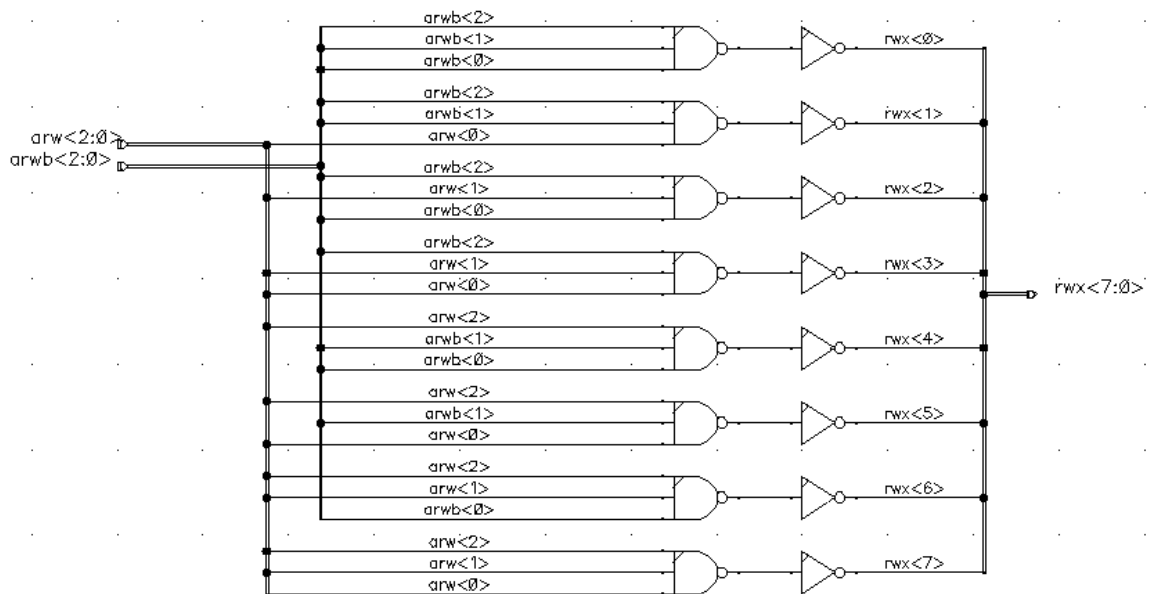 arwb<2>
arwb<1> rwx<0>
arwb<0>
arwb<2>
arwb<1> rwx<1>
arw<2:0> arw<0>
arwb<2:0> arwb<2>
arw<1> rwx<2>
arwb<0>
arwb<2>
arw<1> rwx<3>
arw<0> rwx<7:0>
arw<2>
arwb<1> rwx<4>
arwb<0>
arw<2>
arwb<1> rwx<5>
arw<0>
arw<2>
arw<1> rwx<6>
arwb<0>
arw<2>
arw<1> rwx<7>
arw<0>